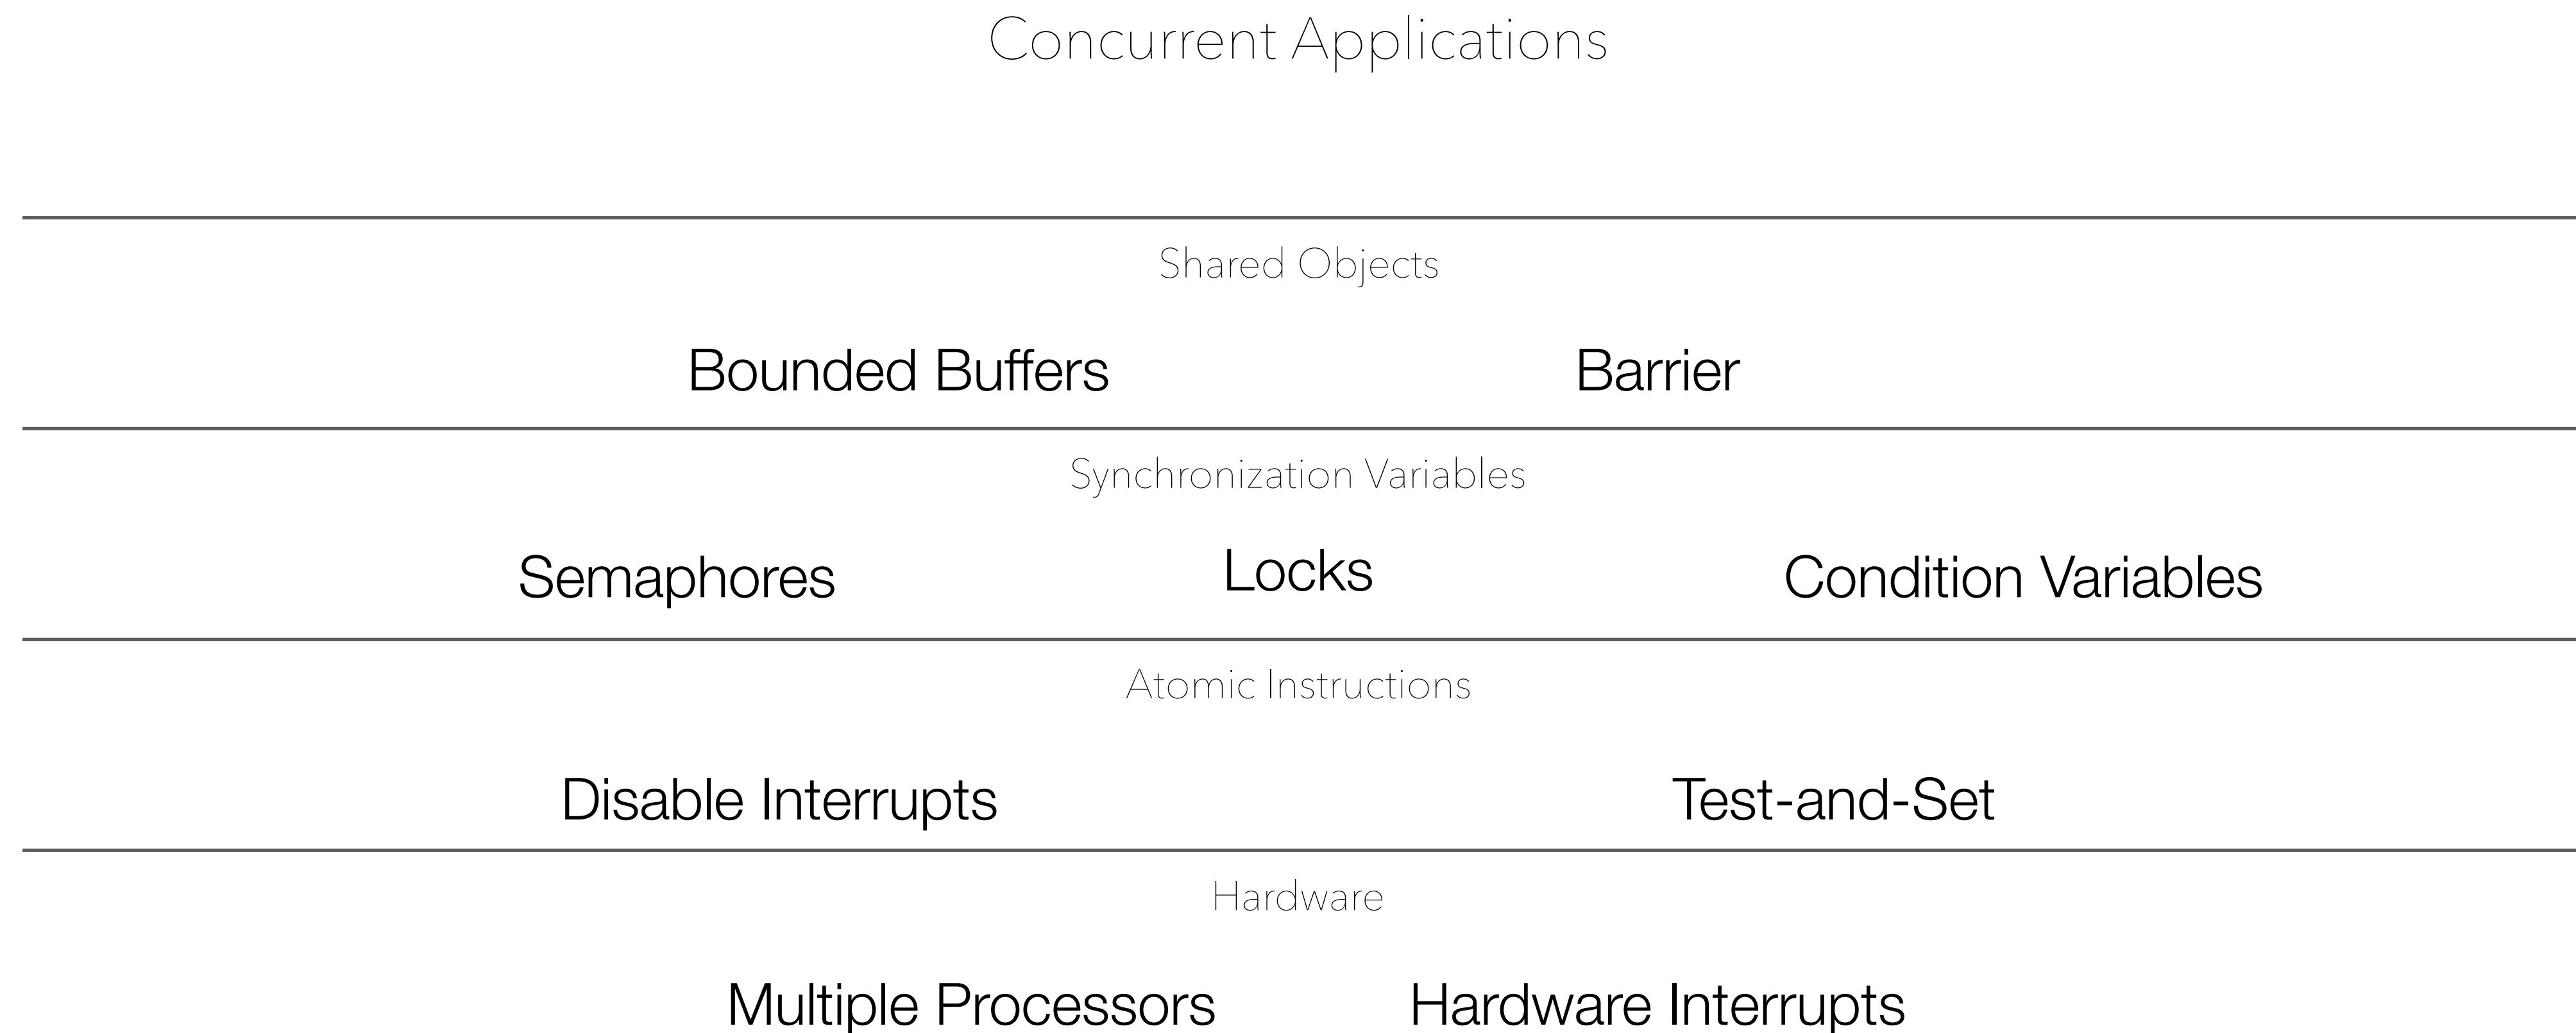 Concurrent Applications
Shared Objects
Bounded Buffers Barrier
Synchronization Variables
Semaphores Locks Condition Variables
Atomic Instructions
Disable Interrupts Test-and-Set
Hardware
Multiple Processors Hardware Interrupts